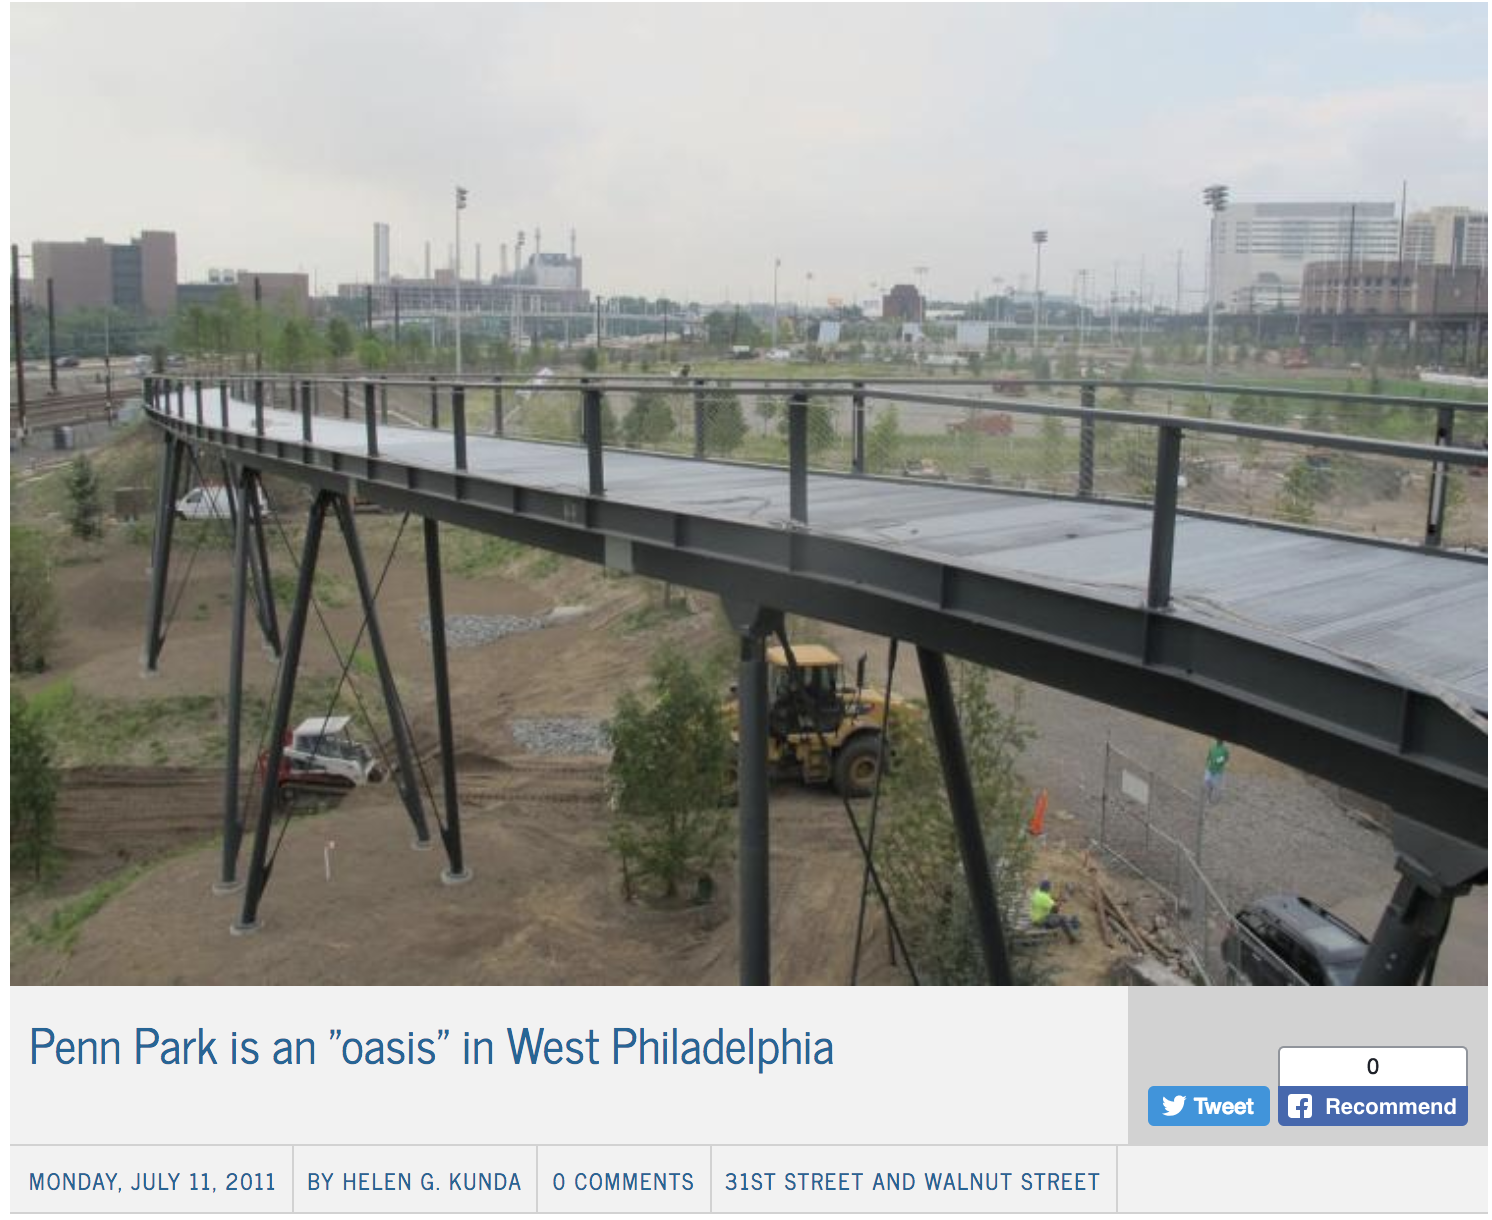 Penn Park is an ”oasis” in West Philadelphia
0
Tweet
Recommend
MONDAY, JULY 11, 2011
BY HELEN G. KUNDA
0 COMMENTS
31ST STREET AND WALNUT STREET